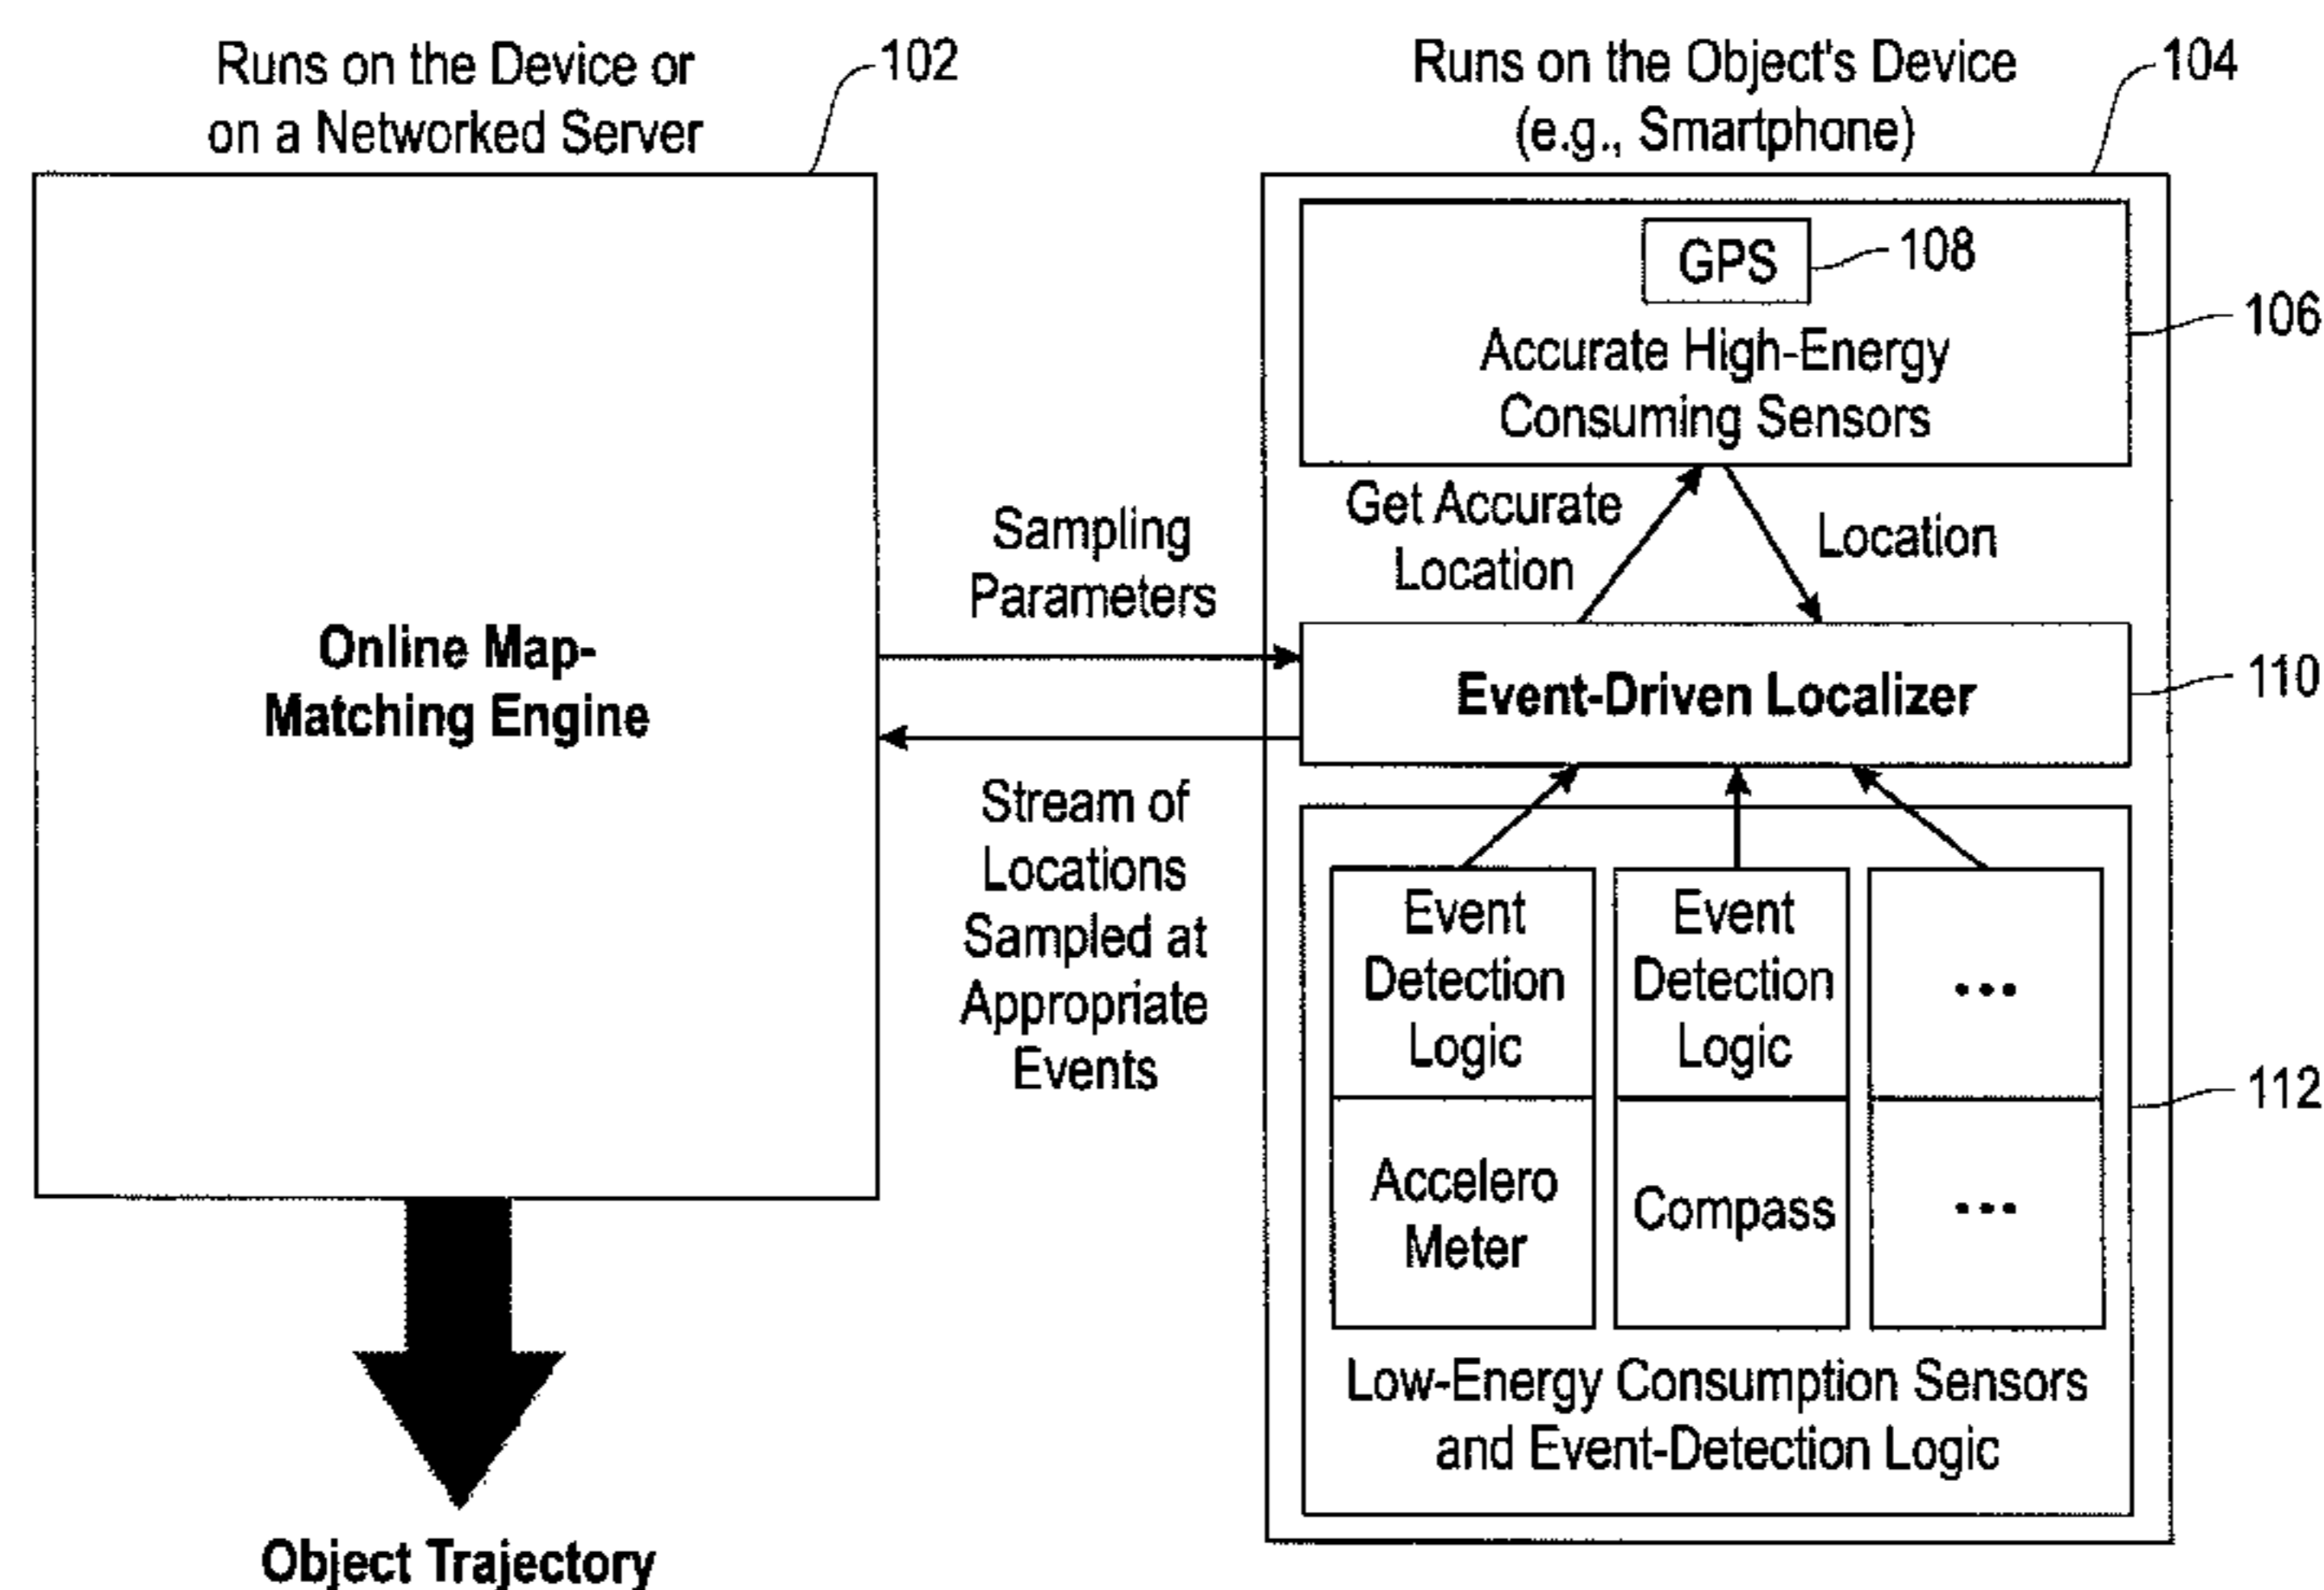 Runs on the Device or
on a Networked Server
102
Online Map-
Matching Engine
Object Trajectory
Sampling
Parameters
Stream of
Locations
Sampled at
Appropriate
Events
Runs on the Object's Device
(e.g., Smartphone)
104
GPS
108
Accurate High-Energy
Consuming Sensors
106
Get Accurate
Location
Location
Event-Driven Localizer
110
Event
Detection
Logic
Accelero
Meter
Event
Detection
Logic
Compass
...
...
112
Low-Energy Consumption Sensors
and Event-Detection Logic